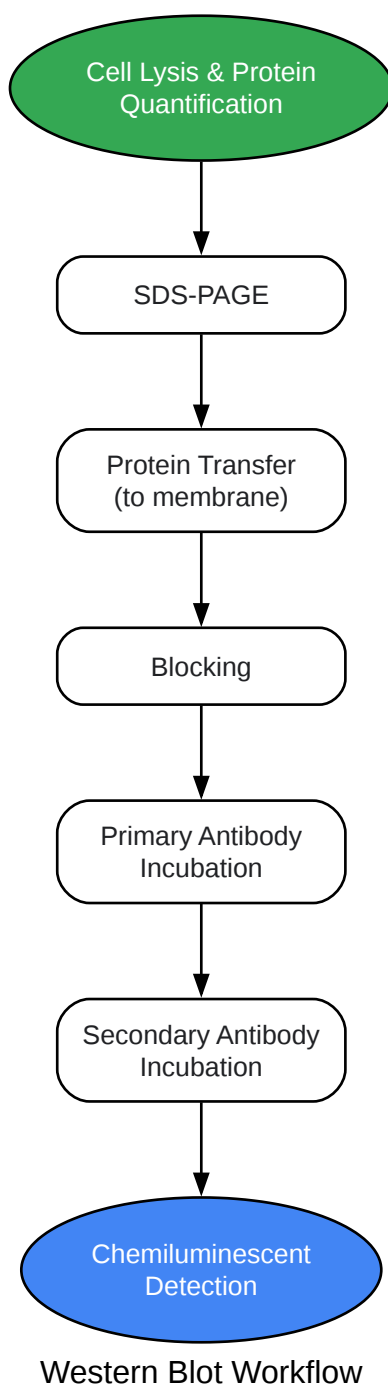 Cell Lysis & Protein
Quantification
SDS-PAGE
Protein Transfer
(to membrane)
Blocking
Primary Antibody
Incubation
Secondary Antibody
Incubation
Chemiluminescent
Detection
Western Blot Workflow